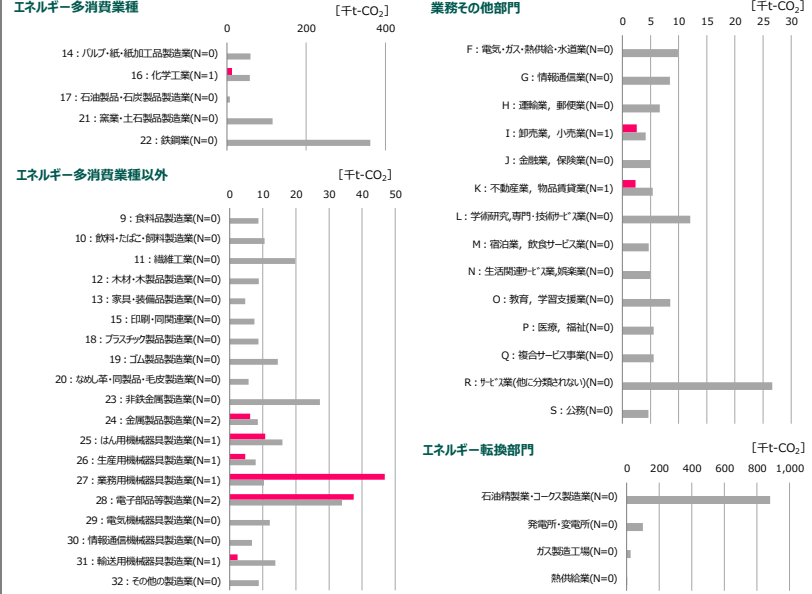 エネルギー多消費業種
[千t-CO₂]
0 200 400
14：パルプ・紙・紙加工品製造業(N=0)
16：化学工業(N=1)
17：石油製品・石炭製品製造業(N=0)
21：窯業・土石製品製造業(N=0)
22：鉄鋼業(N=0)
エネルギー多消費業種以外
[千t-CO₂]
0 10 20 30 40 50
9：食料品製造業(N=0)
10：飲料・たばこ・飼料製造業(N=0)
11：繊維工業(N=0)
12：木材・木製品製造業(N=0)
13：家具・装備品製造業(N=0)
15：印刷・同関連業(N=0)
18：プラスチック製品製造業(N=0)
19：ゴム製品製造業(N=0)
20：なめし革・同製品・毛皮製造業(N=0)
23：非鉄金属製造業(N=0)
24：金属製品製造業(N=2)
25：はん用機械器具製造業(N=1)
26：生産用機械器具製造業(N=1)
27：業務用機械器具製造業(N=1)
28：電子部品等製造業(N=2)
29：電気機械器具製造業(N=0)
30：情報通信機械器具製造業(N=0)
31：輸送用機械器具製造業(N=1)
32：その他の製造業(N=0)
業務その他部門
[千t-CO₂]
0 5 10 15 20 25 30
F：電気・ガス・熱供給・水道業(N=0)
G：情報通信業(N=0)
H：運輸業，郵便業(N=0)
I：卸売業，小売業(N=1)
J：金融業，保険業(N=0)
K：不動産業，物品賃貸業(N=1)
L：学術研究,専門・技術サービス業(N=0)
M：宿泊業，飲食サービス業(N=0)
N：生活関連サービス業,娯楽業(N=0)
O：教育，学習支援業(N=0)
P：医療，福祉(N=0)
Q：複合サービス事業(N=0)
R：サービス業(他に分類されない)(N=0)
S：公務(N=0)
エネルギー転換部門
[千t-CO₂]
0 200 400 600 800 1,000
石油精製業・コークス製造業(N=0)
発電所・変電所(N=0)
ガス製造工場(N=0)
熱供給業(N=0)